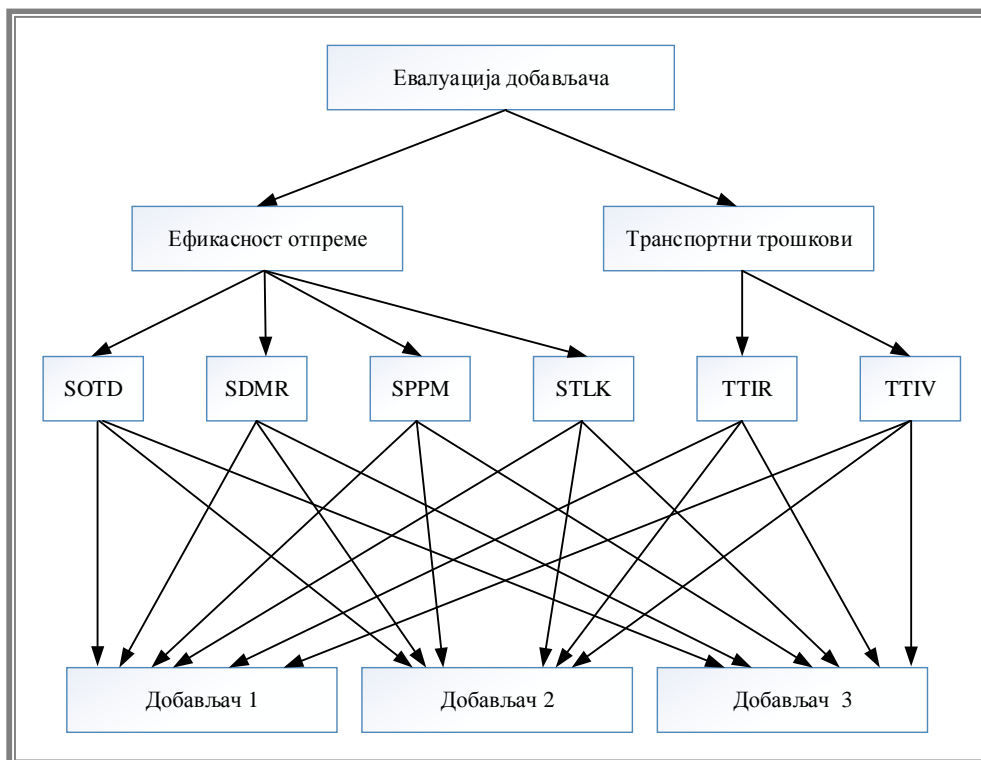 Евалуација добављача
Ефикасност отпреме
Транспортни трошкови
SOTD
SDMR
SPPM
STLK
TTIR
TTIV
Добављач 1
Добављач 2
Добављач 3